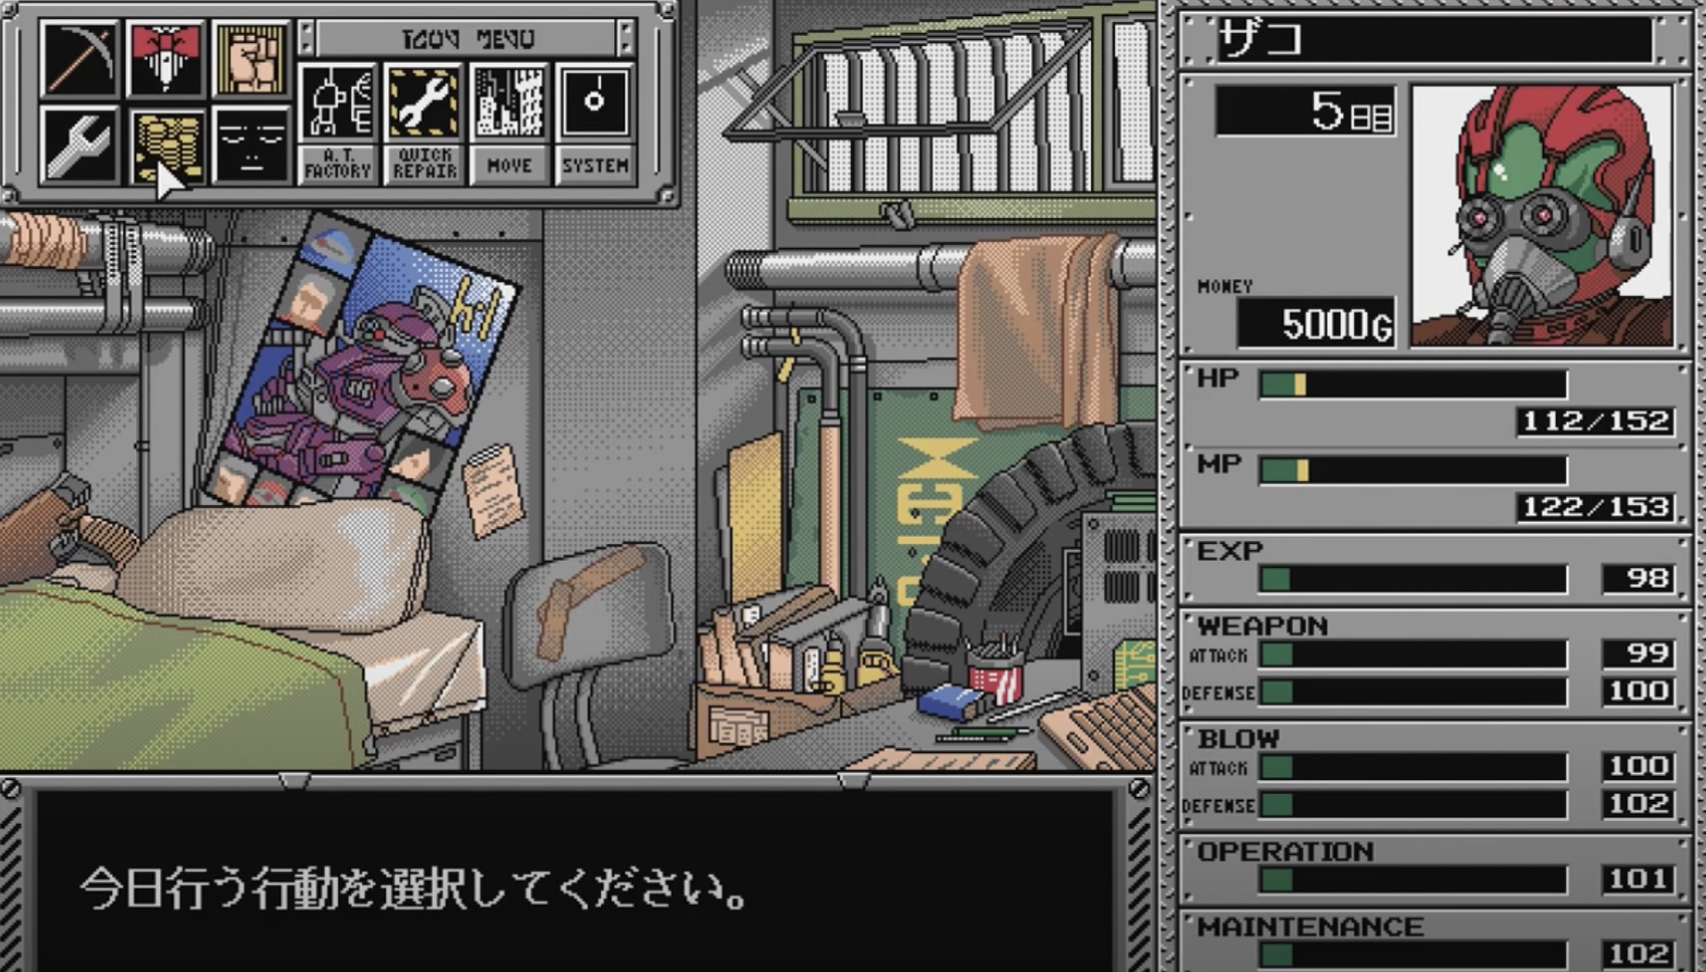 TOWN MENU
A.T. FACTORY
QUICK REPAIR
MOVE
SYSTEM
ザコ
5日目
MONEY
5000G
HP
112/152
MP
122/153
EXP
98
WEAPON
ATTACK
99
DEFENSE
100
BLOW
ATTACK
100
DEFENSE
102
OPERATION
101
MAINTENANCE
102
今日行う行動を選択してください。